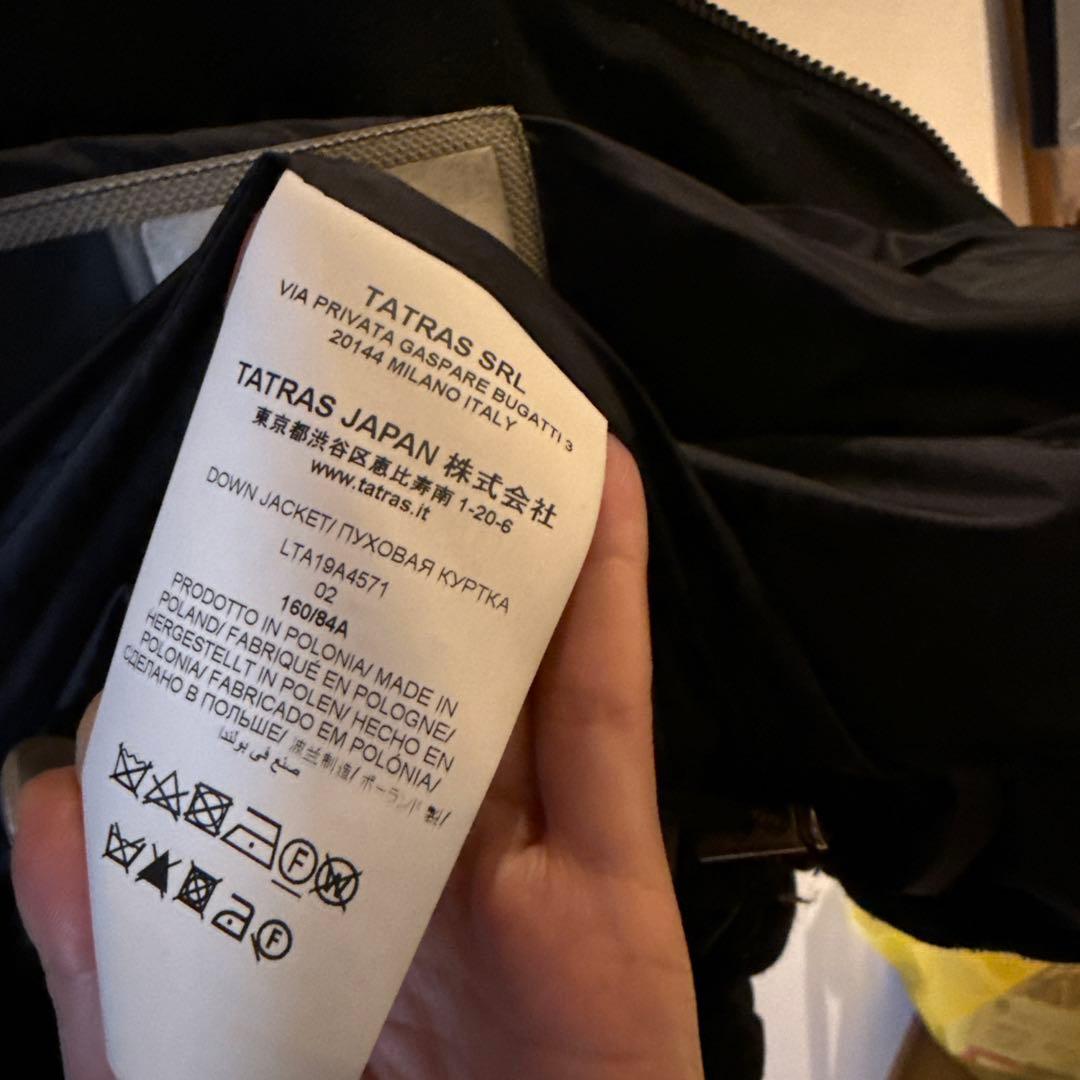 TATRAS SRL
VIA PRIVATA GASPARE BUGATTI 3
20144 MILANO ITALY
TATRAS JAPAN 株式会社
東京都渋谷区恵比寿南 1-20-6
www.tatras.it
DOWN JACKET/ ПУХОВАЯ КУРТКА
LTA19A4571
02
160/84A
PRODOTTO IN POLONIA/ MADE IN
POLAND/ FABRIQUÉ EN POLOGNE/
HERGESTELLT IN POLEN/ HECHO EN
POLONIA/ FABRICADO EM POLÓNIA/
СДЕЛАНО В ПОЛЬШЕ/ 波兰制造/ ポーランド製/
صنع في بولندا
F W
F